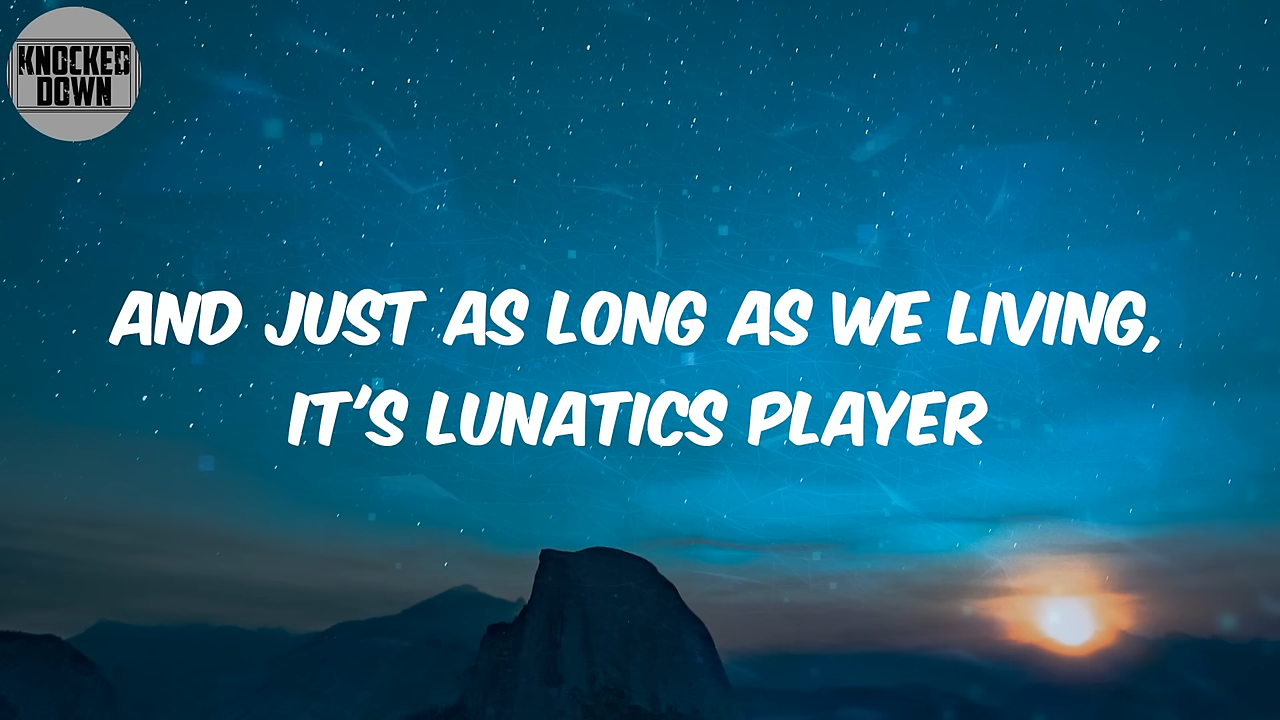 KNOCKED
DOWN
AND JUST AS LONG AS WE LIVING,
IT'S LUNATICS PLAYER